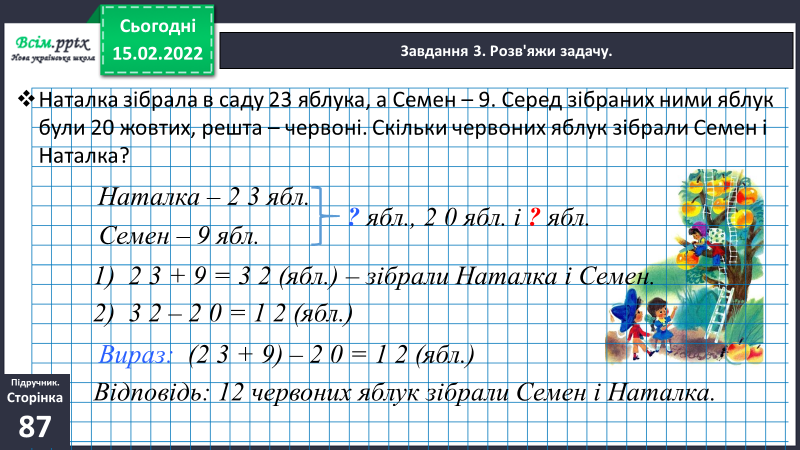 Всім.pptx
Нова українська школа
Сьогодні
15.02.2022
Завдання 3. Розв'яжи задачу.
❖Наталка зібрала в саду 23 яблука, а Семен – 9. Серед зібраних ними яблук
були 20 жовтих, решта – червоні. Скільки червоних яблук зібрали Семен і
Наталка?
Наталка – 2 3 ябл.
Семен – 9 ябл.
? ябл., 2 0 ябл. і ? ябл.
1) 2 3 + 9 = 3 2 (ябл.) – зібрали Наталка і Семен.
2) 3 2 – 2 0 = 1 2 (ябл.)
Вираз: (2 3 + 9) – 2 0 = 1 2 (ябл.)
Відповідь: 12 червоних яблук зібрали Семен і Наталка.
Підручник.
Сторінка
87